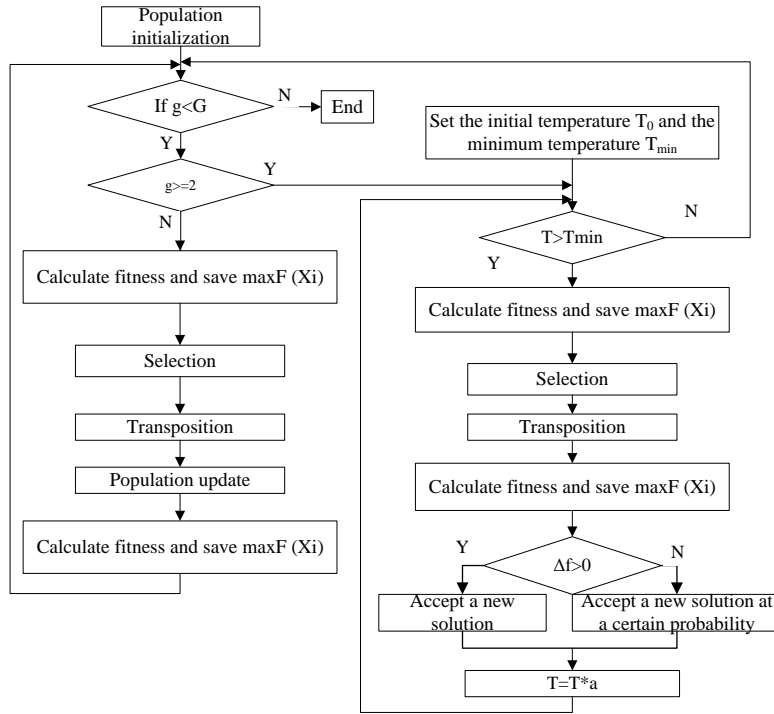 Population
initialization
If g<G
N
End
Y
g>=2
Y
N
Calculate fitness and save maxF (Xi)
Selection
Transposition
Population update
Calculate fitness and save maxF (Xi)
Set the initial temperature T0 and the
minimum temperature Tmin
T>Tmin
N
Y
Calculate fitness and save maxF (Xi)
Selection
Transposition
Calculate fitness and save maxF (Xi)
Y
Δf>0
N
Accept a new
solution
Accept a new solution at
a certain probability
T=T*a